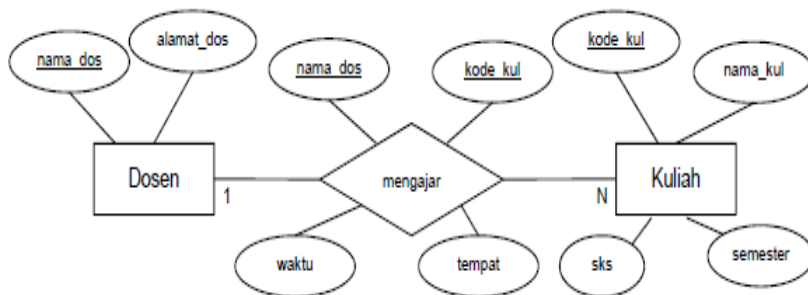 alamat_dos
nama_dos
nama_dos
kode_kul
kode_kul
nama_kul
Dosen
1
mengajar
N
Kuliah
waktu
tempat
sks
semester